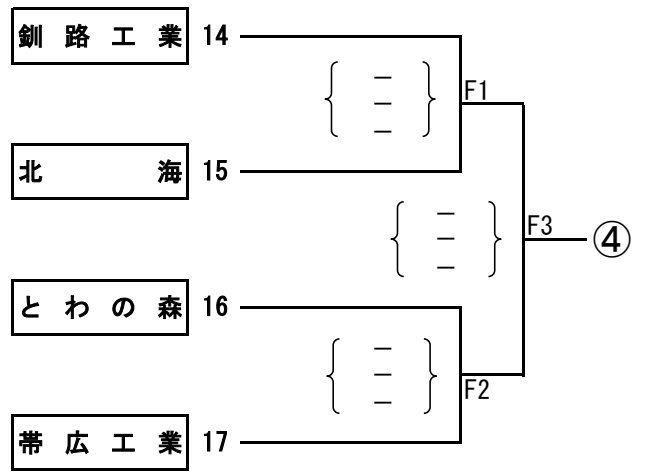 釧路工業 14
{ － － － } F1
北海 15
{ － － － } F3 ④
とわの森 16
{ － － － } F2
帯広工業 17